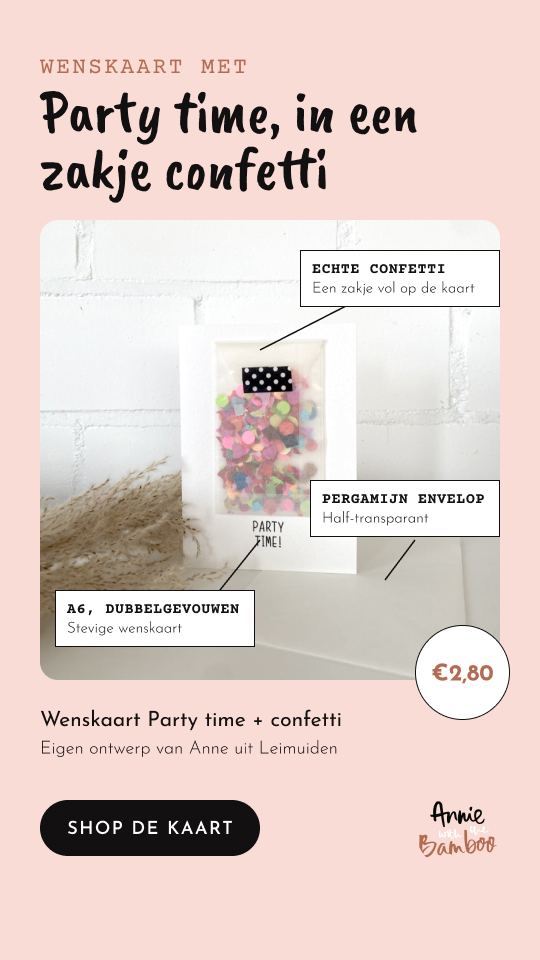 WENSKAART MET
Party time, in een
zakje confetti
ECHTE CONFETTI
Een zakje vol op de kaart
PERGAMIJN ENVELOP
Half-transparant
PARTY
TIME!
A6, DUBBELGEVOUWEN
Stevige wenskaart
€2,80
Wenskaart Party time + confetti
Eigen ontwerp van Anne uit Leimuiden
SHOP DE KAART
Annie
with the
Bamboo